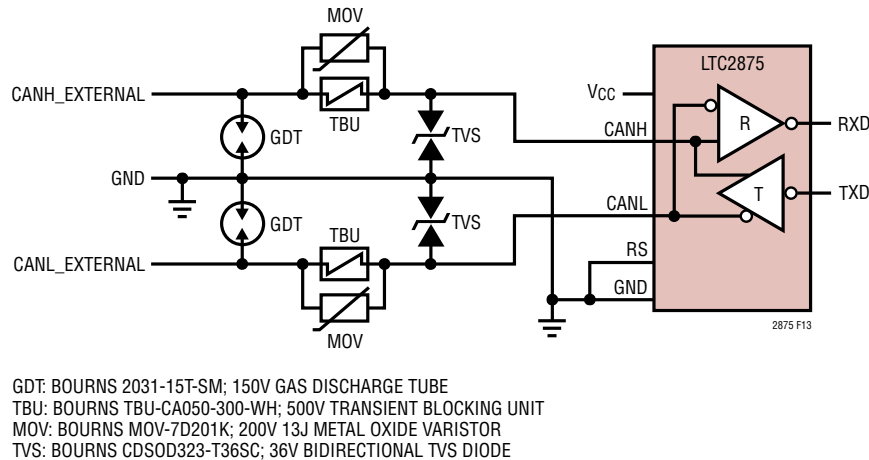 MOV
CANH_EXTERNAL
TBU
GDT
TVS
GND
GDT
TBU
TVS
CANL_EXTERNAL
MOV
LTC2875
VCC
CANH
R
RXD
T
TXD
CANL
RS
GND
2875 F13
GDT: BOURNS 2031-15T-SM; 150V GAS DISCHARGE TUBE
TBU: BOURNS TBU-CA050-300-WH; 500V TRANSIENT BLOCKING UNIT
MOV: BOURNS MOV-7D201K; 200V 13J METAL OXIDE VARISTOR
TVS: BOURNS CDSOD323-T36SC; 36V BIDIRECTIONAL TVS DIODE